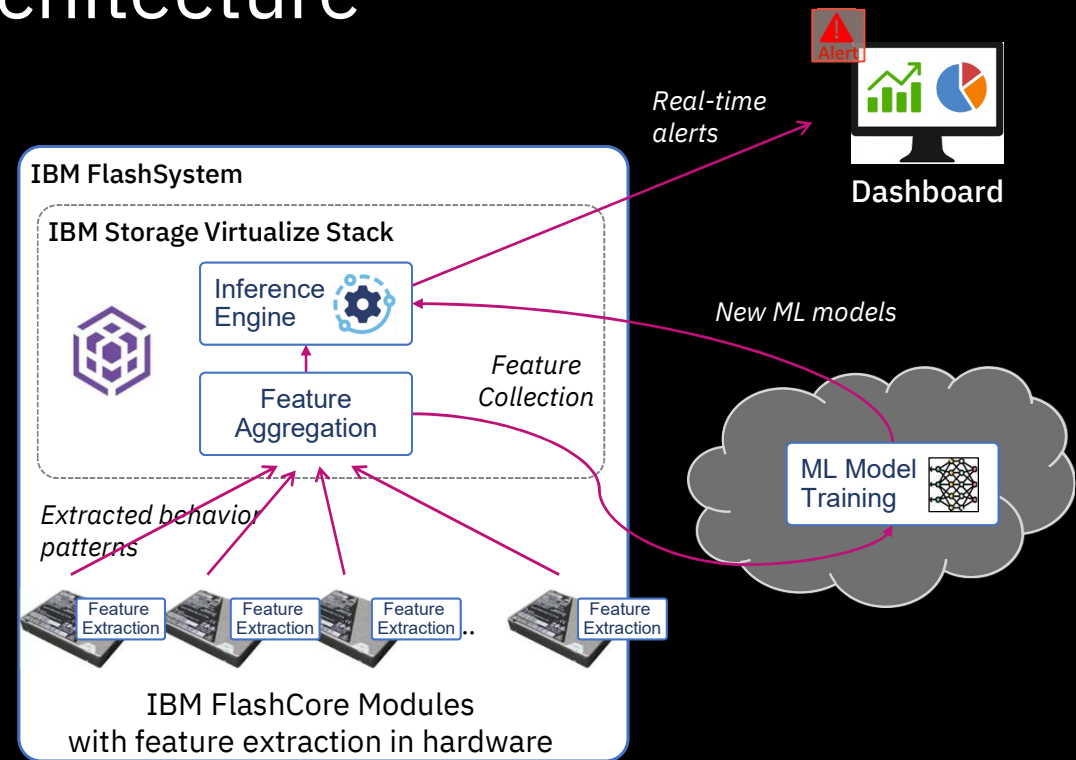 Alert
Real-time
alerts
Dashboard
IBM FlashSystem
IBM Storage Virtualize Stack
Inference
Engine
New ML models
Feature
Collection
Feature
Aggregation
ML Model
Training
Extracted behavior
patterns
Feature
Extraction
Feature
Extraction
Feature
Extraction
..
Feature
Extraction
IBM FlashCore Modules
with feature extraction in hardware